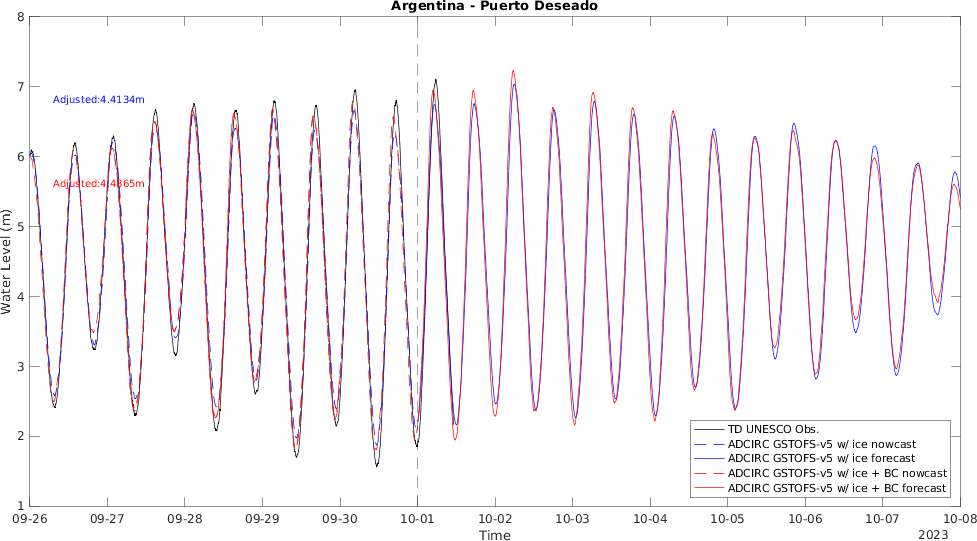 Argentina - Puerto Deseado
8
7
6
5
4
3
2
1
Water Level (m)
Adjusted:4.4134m
Adjusted:4.4365m
TD UNESCO Obs.
ADCIRC GSTOFS-v5 w/ ice nowcast
ADCIRC GSTOFS-v5 w/ ice forecast
ADCIRC GSTOFS-v5 w/ ice + BC nowcast
ADCIRC GSTOFS-v5 w/ ice + BC forecast
09-26 09-27 09-28 09-29 09-30 10-01 10-02 10-03 10-04 10-05 10-06 10-07 10-08
Time
2023